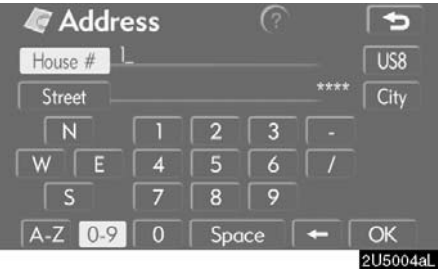 Address ?
House # 1_ US8
Street **** City
N 1 2 3 -
W E 4 5 6 /
S 7 8 9
A-Z 0-9 0 Space ← OK
2U5004aL